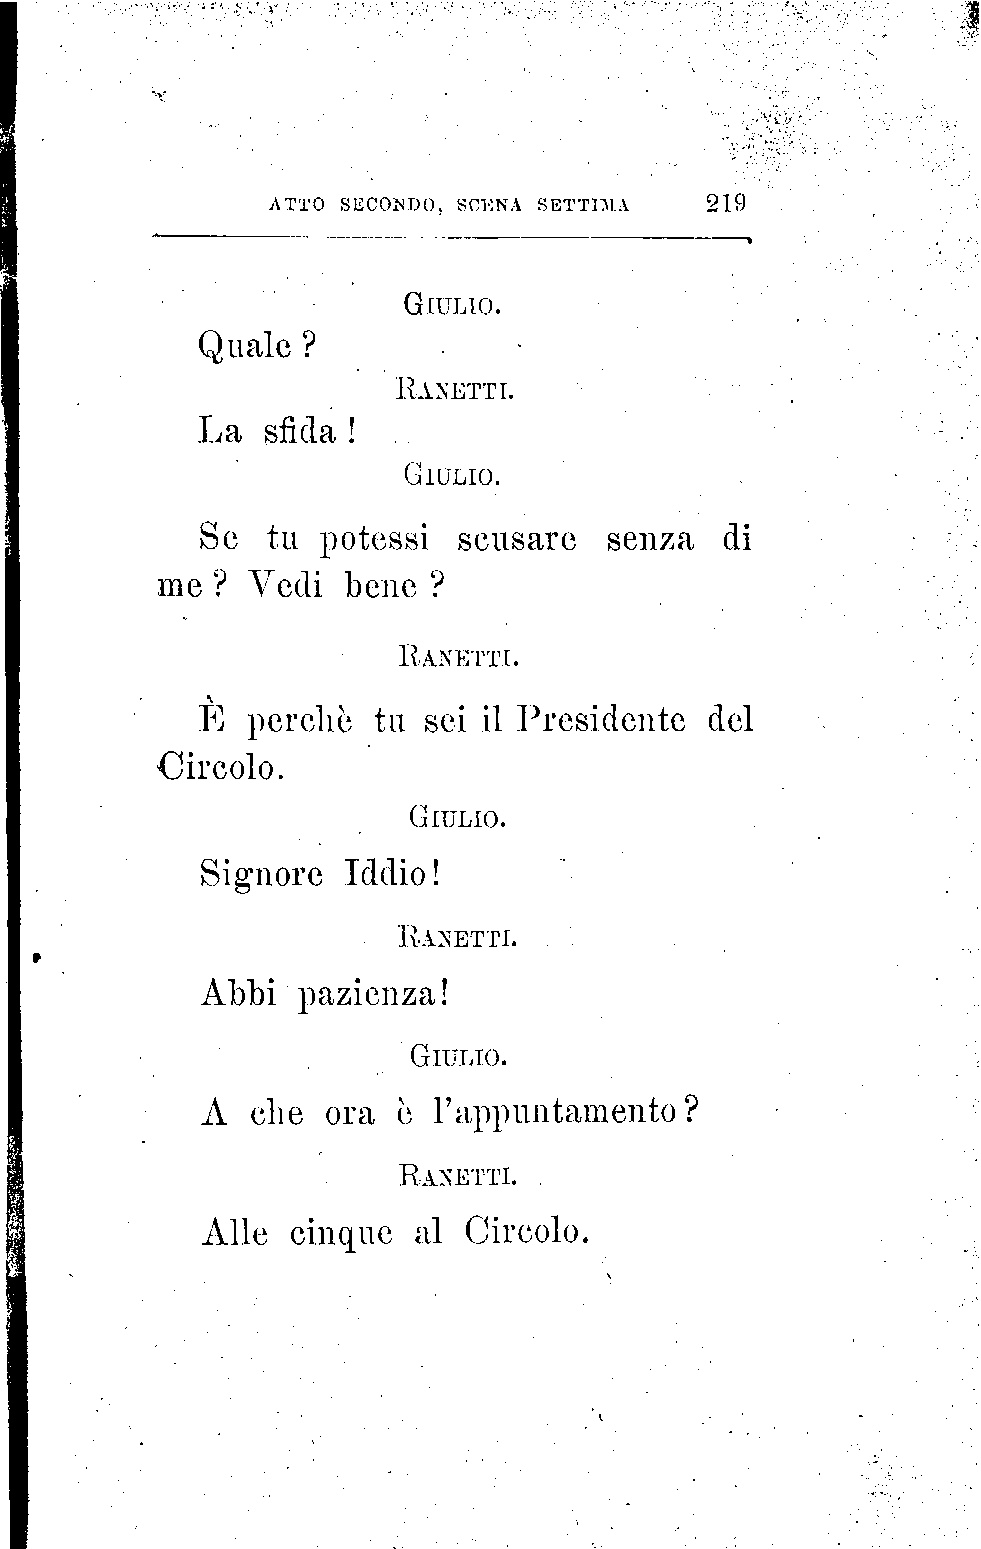 ATTO SECONDO, SCENA SETTIMA 219
GIULIO.
Quale?
RANETTI.
La sfida!
GIULIO.
Se tu potessi scusare senza di
me? Vedi bene?
RANETTI.
È perchè tu sei il Presidente del
Circolo.
GIULIO.
Signore Iddio!
RANETTI.
Abbi pazienza!
GIULIO.
A che ora è l'appuntamento?
RANETTI.
Alle cinque al Circolo.